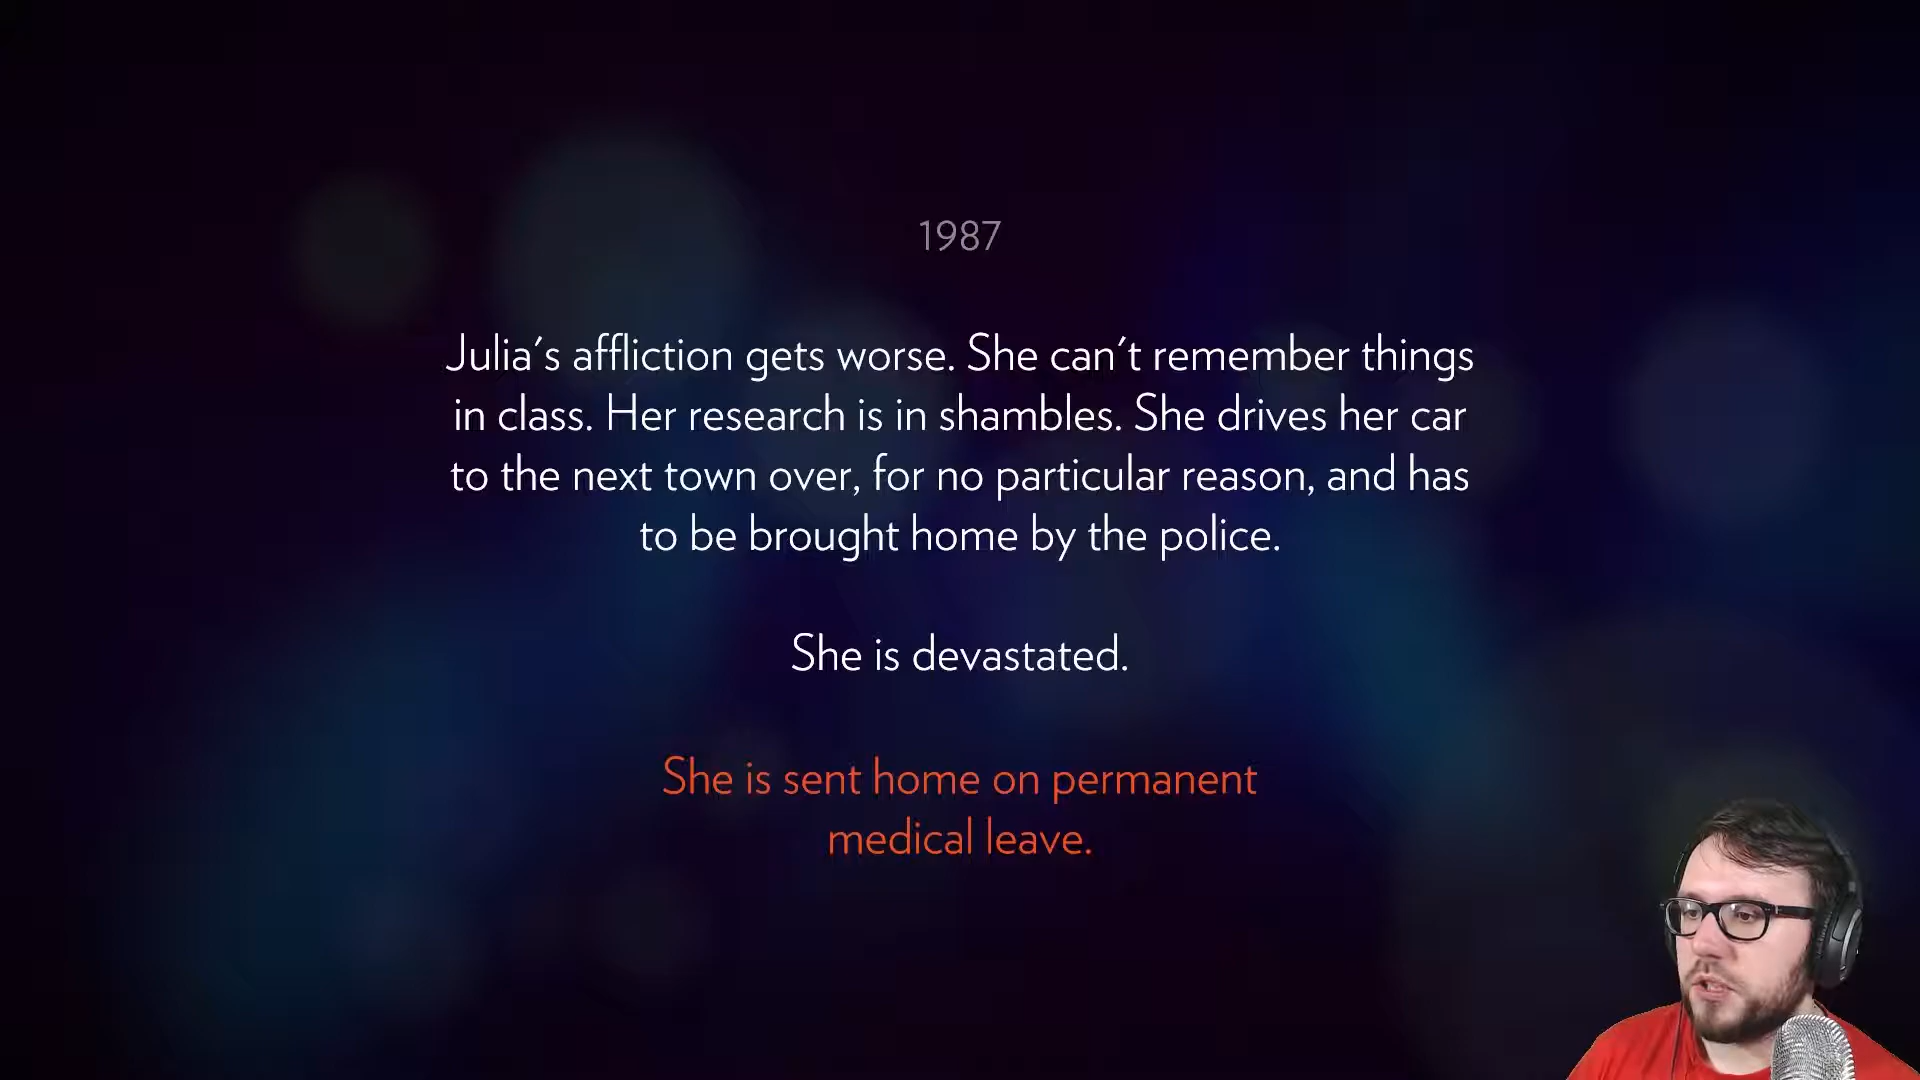 1987
Julia's affliction gets worse. She can't remember things
in class. Her research is in shambles. She drives her car
to the next town over, for no particular reason, and has
to be brought home by the police.
She is devastated.
She is sent home on permanent
medical leave.